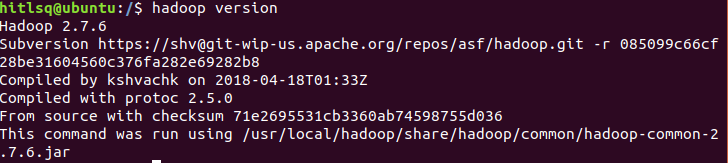 hitlsq@ubuntu:/$ hadoop version
Hadoop 2.7.6
Subversion https://shv@git-wip-us.apache.org/repos/asf/hadoop.git -r 085099c66cf
28be31604560c376fa282e69282b8
Compiled by kshvachk on 2018-04-18T01:33Z
Compiled with protoc 2.5.0
From source with checksum 71e2695531cb3360ab74598755d036
This command was run using /usr/local/hadoop/share/hadoop/common/hadoop-common-2
.7.6.jar